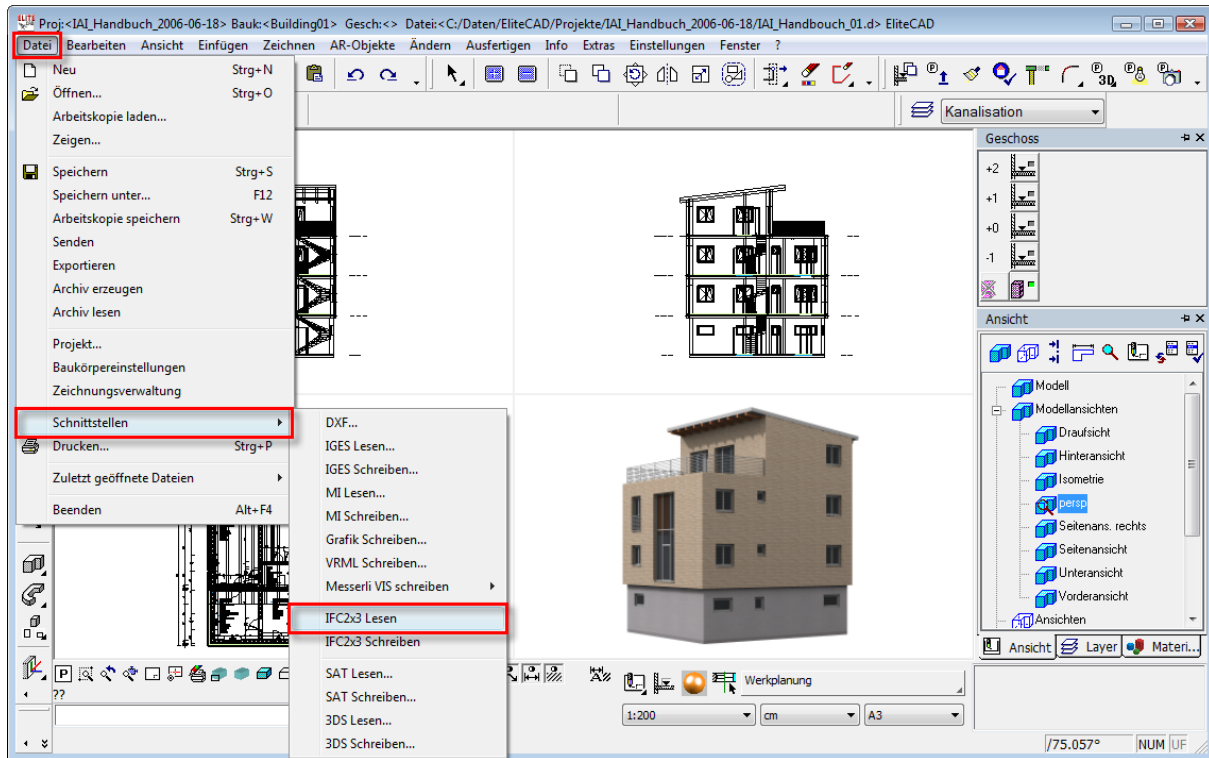 Proj:<IAI_Handbuch_2006-06-18> Bauk:<Building01> Gesch:<> Datei:<C:/Daten/EliteCAD/Projekte/IAI_Handbuch_2006-06-18/IAI_Handbouch_01.d> EliteCAD
Datei Bearbeiten Ansicht Einfügen Zeichnen AR-Objekte Ändern Ausfertigen Info Extras Einstellungen Fenster ?
Neu Strg+N
Öffnen... Strg+O
Arbeitskopie laden...
Zeigen...
Speichern Strg+S
Speichern unter... F12
Arbeitskopie speichern Strg+W
Senden
Exportieren
Archiv erzeugen
Archiv lesen
Projekt...
Baukörpereinstellungen
Zeichnungsverwaltung
Schnittstellen
Drucken... Strg+P
Zuletzt geöffnete Dateien
Beenden Alt+F4
DXF...
IGES Lesen...
IGES Schreiben...
MI Lesen...
MI Schreiben...
Grafik Schreiben...
VRML Schreiben...
Messerli VIS schreiben
IFC2x3 Lesen
IFC2x3 Schreiben
SAT Lesen...
SAT Schreiben...
3DS Lesen...
3DS Schreiben...
Kanalisation
Geschoss
+2
+1
+0
-1
Ansicht
Modell
Modellansichten
Draufsicht
Hinteransicht
Isometrie
persp
Seitenans. rechts
Seitenansicht
Unteransicht
Vorderansicht
Ansichten
Ansicht Layer Materi...
??
Werkplanung
1:200 cm A3
/75.057° NUM UF